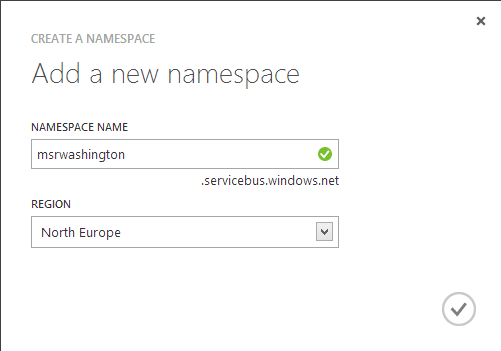 CREATE A NAMESPACE
Add a new namespace
NAMESPACE NAME
msrwashington
.servicebus.windows.net
REGION
North Europe